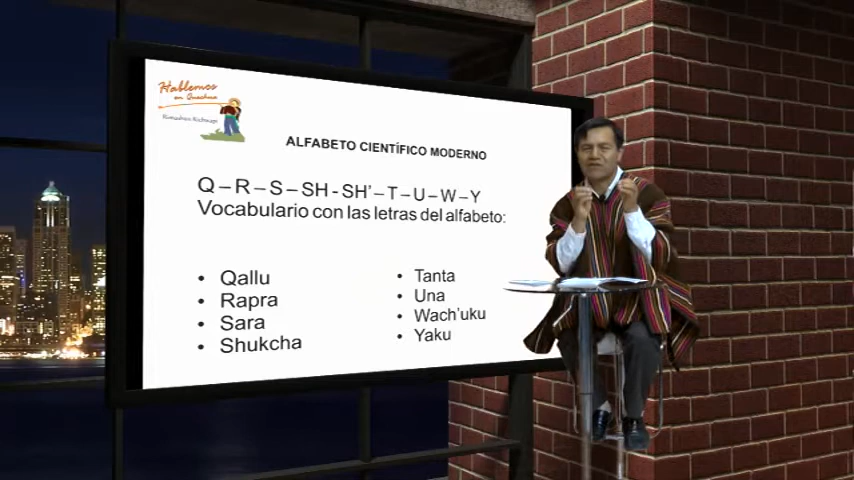 Hablemos
en Quechua
ALFABETO CIENTÍFICO MODERNO
Q – R – S – SH - SH' – T – U – W – Y
Vocabulario con las letras del alfabeto:
• Qallu
• Rapra
• Sara
• Shukcha
• Tanta
• Una
• Wach'uku
• Yaku